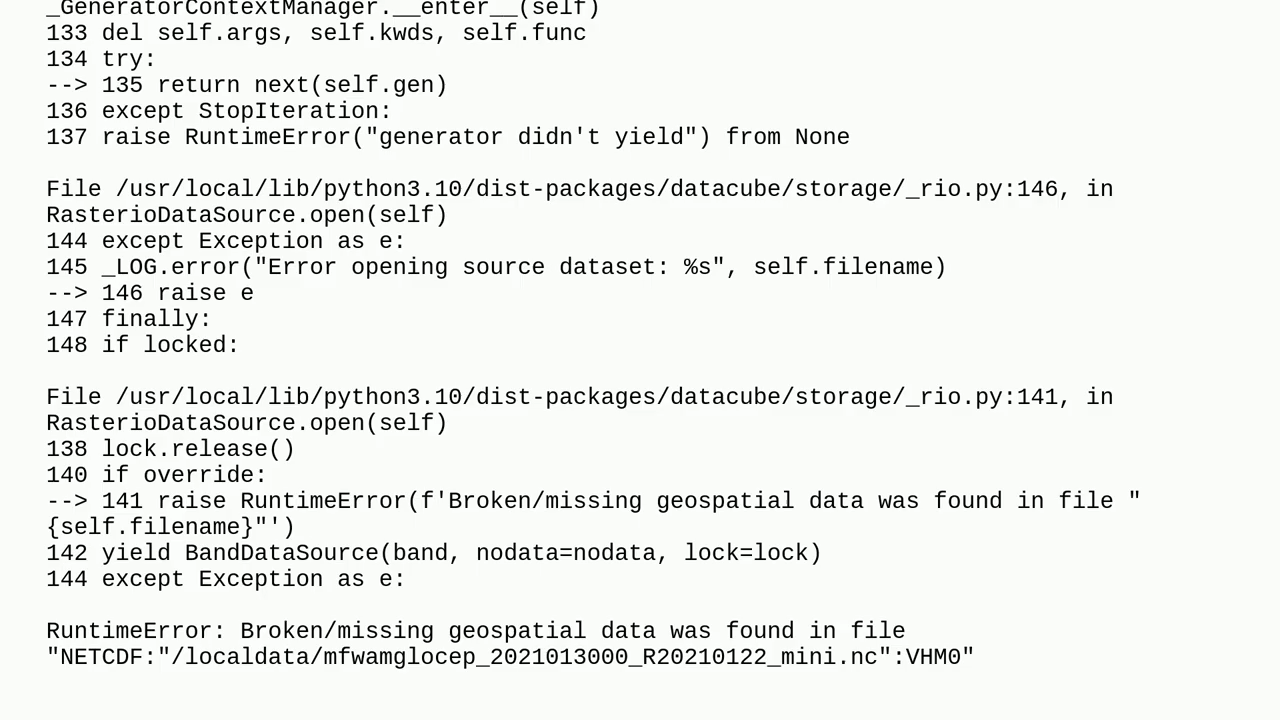 _GeneratorContextManager.__enter__(self)
133 del self.args, self.kwds, self.func
134 try:
--> 135 return next(self.gen)
136 except StopIteration:
137 raise RuntimeError("generator didn't yield") from None
File /usr/local/lib/python3.10/dist-packages/datacube/storage/_rio.py:146, in
RasterioDataSource.open(self)
144 except Exception as e:
145 _LOG.error("Error opening source dataset: %s", self.filename)
--> 146 raise e
147 finally:
148 if locked:
File /usr/local/lib/python3.10/dist-packages/datacube/storage/_rio.py:141, in
RasterioDataSource.open(self)
138 lock.release()
140 if override:
--> 141 raise RuntimeError(f'Broken/missing geospatial data was found in file "
{self.filename}"')
142 yield BandDataSource(band, nodata=nodata, lock=lock)
144 except Exception as e:
RuntimeError: Broken/missing geospatial data was found in file
"NETCDF:"/localdata/mfwamglocep_2021013000_R20210122_mini.nc":VHM0"